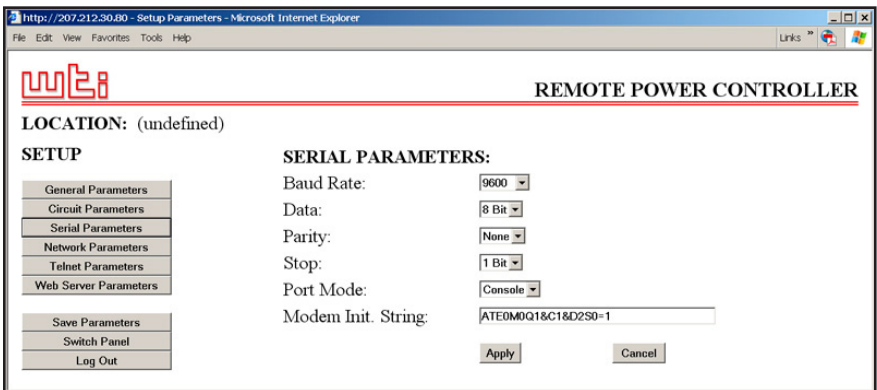 http://207.212.30.80 - Setup Parameters - Microsoft Internet Explorer
File Edit View Favorites Tools Help
Links »
wti
REMOTE POWER CONTROLLER
LOCATION: (undefined)
SETUP
General Parameters
Circuit Parameters
Serial Parameters
Network Parameters
Telnet Parameters
Web Server Parameters
Save Parameters
Switch Panel
Log Out
SERIAL PARAMETERS:
Baud Rate: 9600
Data: 8 Bit
Parity: None
Stop: 1 Bit
Port Mode: Console
Modem Init. String: ATE0M0Q1&C1&D2S0=1
Apply Cancel